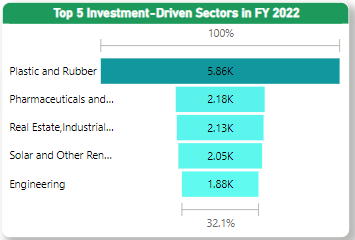 Top 5 Investment-Driven Sectors in FY 2022
100%
Plastic and Rubber 5.86K
Pharmaceuticals and... 2.18K
Real Estate,Industrial... 2.13K
Solar and Other Ren... 2.05K
Engineering 1.88K
32.1%